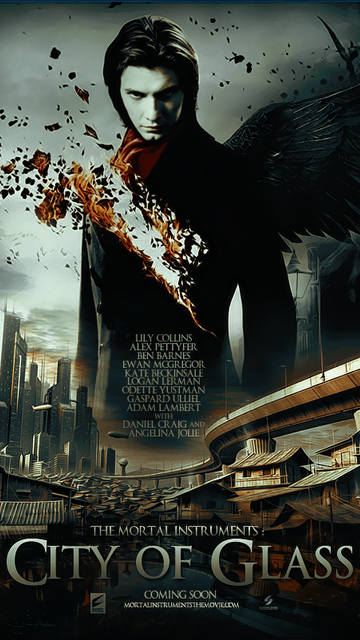 LILY COLLINS
ALEX PETTYFER
BEN BARNES
EWAN MCGREGOR
KATE BECKINSALE
LOGAN LERMAN
ODETTE YUSTMAN
GASPARD ULLIEL
ADAM LAMBERT
WITH
DANIEL CRAIG AND
ANGELINA JOLIE
THE MORTAL INSTRUMENTS :
CITY OF GLASS
COMING SOON
MORTALINSTRUMENTSTHEMOVIE.COM